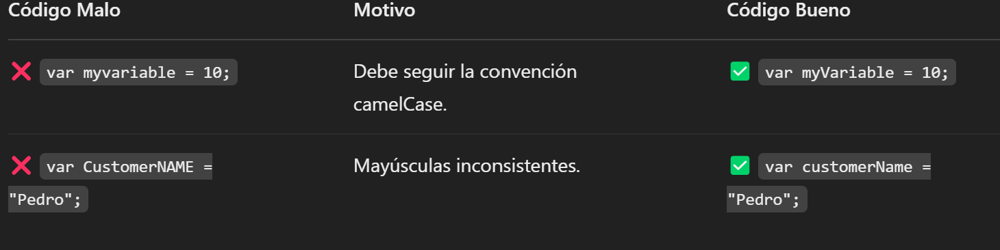 Código Malo Motivo Código Bueno
❌ var myvariable = 10; Debe seguir la convención ✅ var myVariable = 10;
camelCase.
❌ var CustomerNAME = Mayúsculas inconsistentes. ✅ var customerName =
"Pedro"; "Pedro";